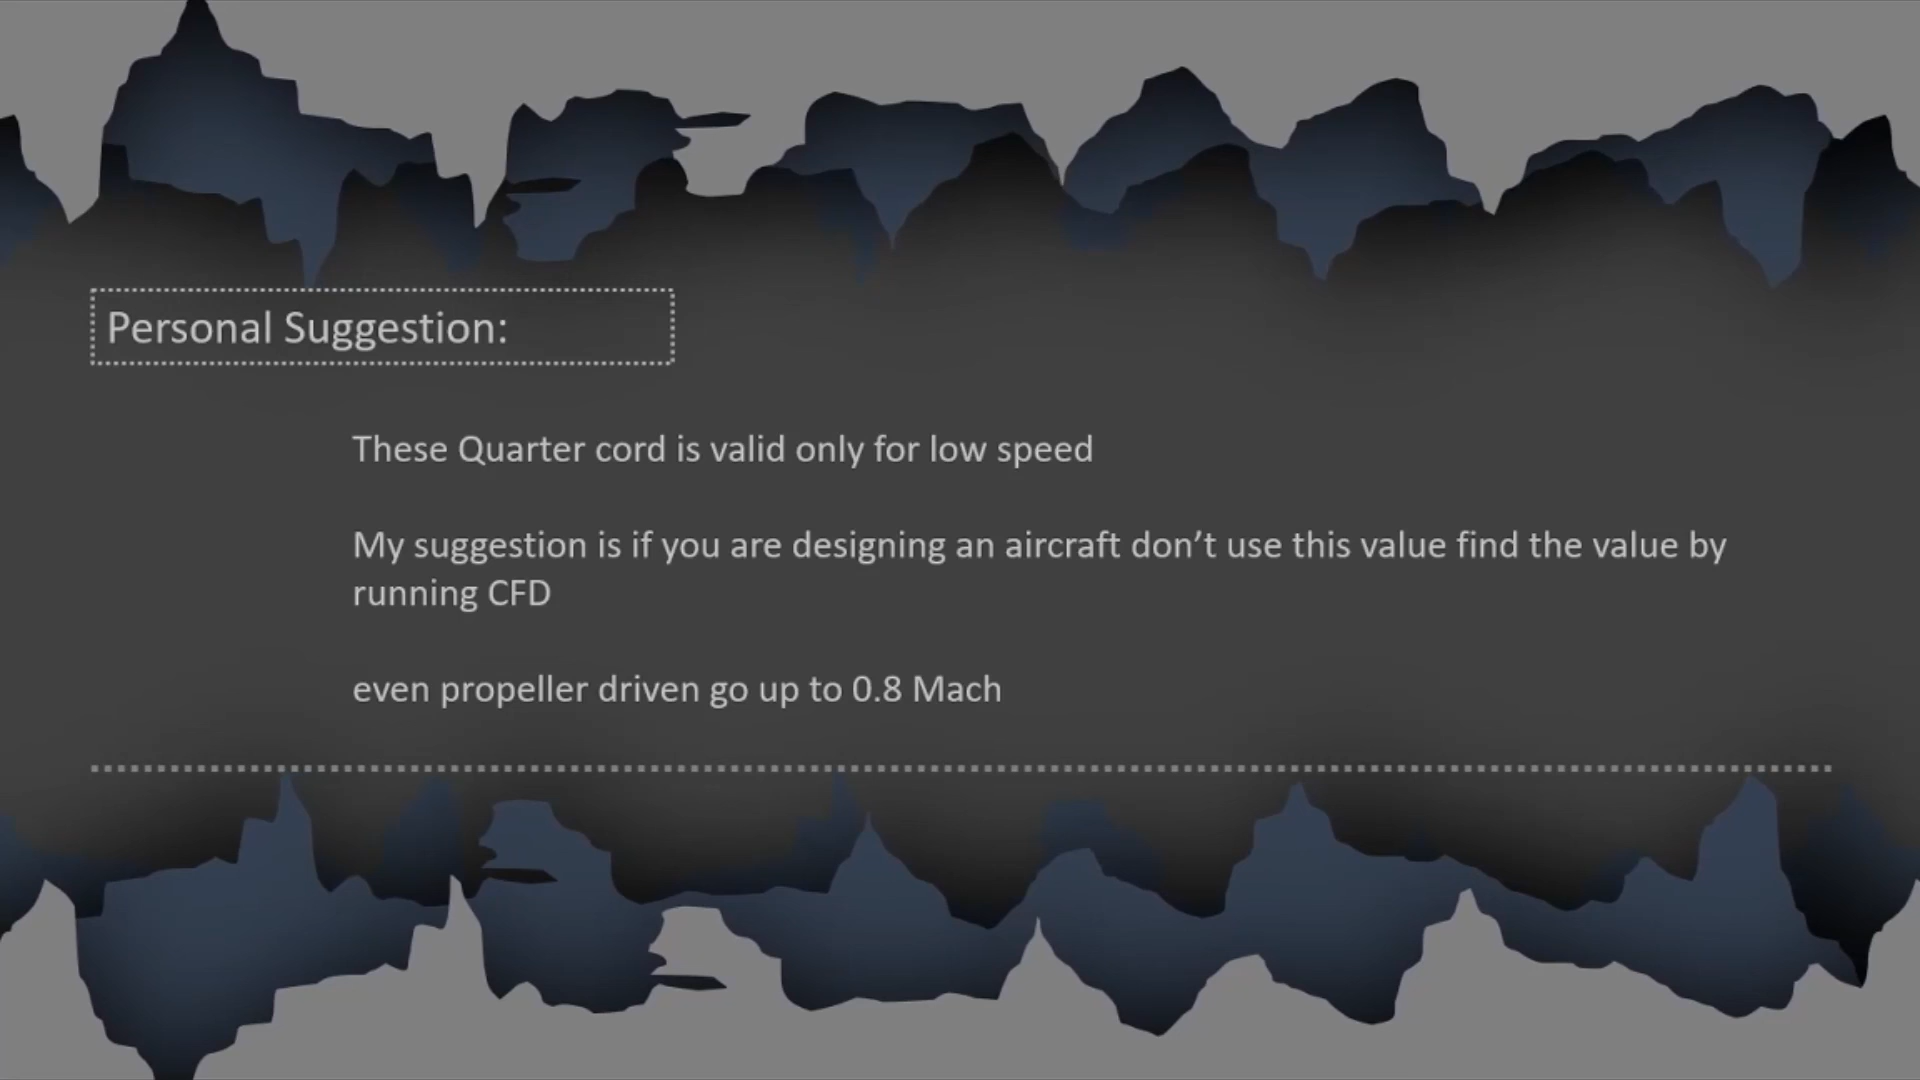 Personal Suggestion:
These Quarter cord is valid only for low speed
My suggestion is if you are designing an aircraft don’t use this value find the value by
running CFD
even propeller driven go up to 0.8 Mach